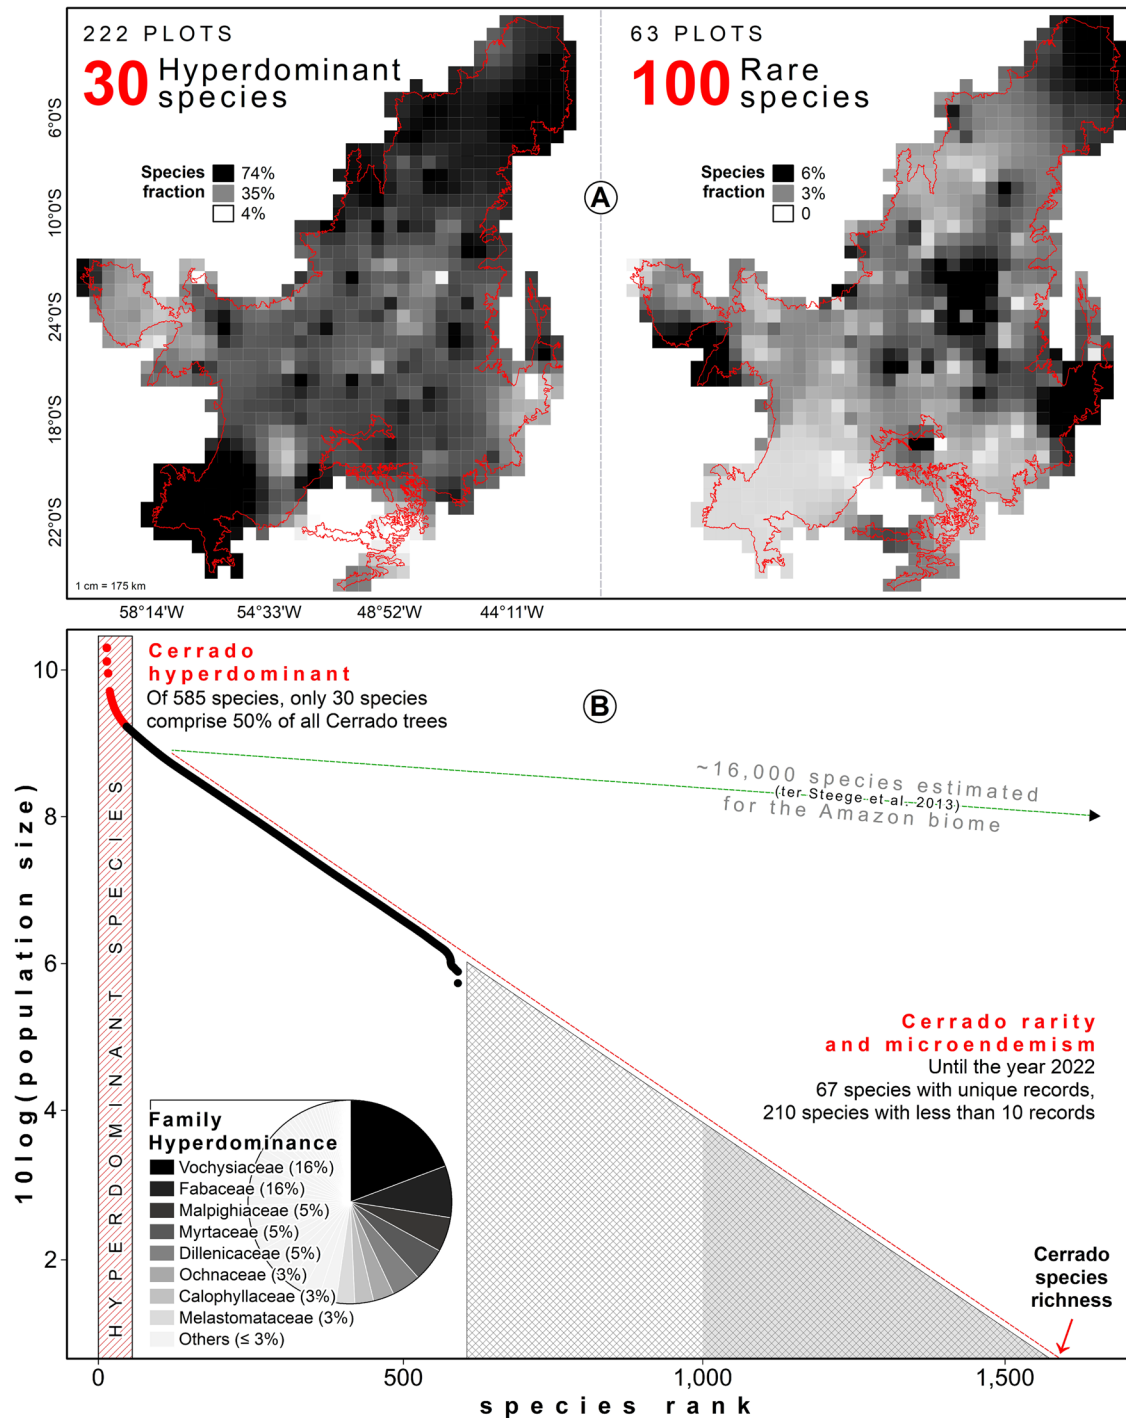 222 PLOTS
30 Hyperdominant
species
Species
fraction
74%
35%
4%
63 PLOTS
100 Rare
species
Species
fraction
6%
3%
0
A
6°0'S
10°0'S
24°0'S
18°0'S
22°0'S
1 cm = 175 km
58°14'W 54°33'W 48°52'W 44°11'W
B
Cerrado
hyperdominant
Of 585 species, only 30 species
comprise 50% of all Cerrado trees
~16,000 species estimated
(ter Steege et al. 2013)
for the Amazon biome
HYPERDOMINANT SPECIES
10log(population size)
10
8
6
4
2
Cerrado rarity
and microendemism
Until the year 2022
67 species with unique records,
210 species with less than 10 records
Family
Hyperdominance
Vochysiaceae (16%)
Fabaceae (16%)
Malpighiaceae (5%)
Myrtaceae (5%)
Dillenicaceae (5%)
Ochnaceae (3%)
Calophyllaceae (3%)
Melastomataceae (3%)
Others (≤ 3%)
Cerrado
species
richness
0 500 1,000 1,500
species rank